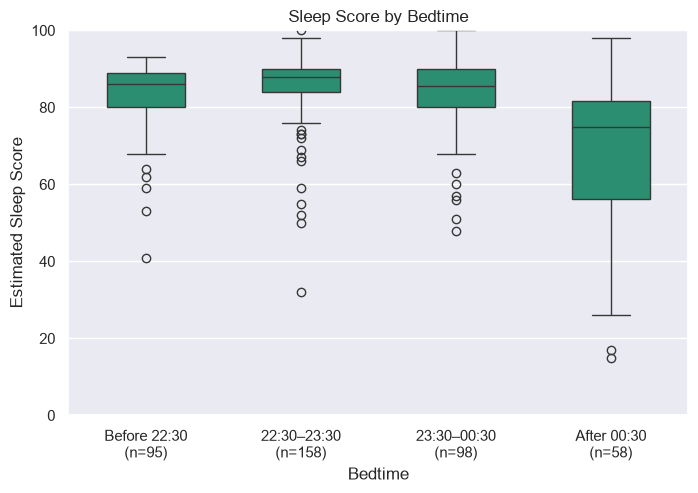 Sleep Score by Bedtime
Estimated Sleep Score
100
80
60
40
20
0
Before 22:30
(n=95)
22:30–23:30
(n=158)
23:30–00:30
(n=98)
After 00:30
(n=58)
Bedtime